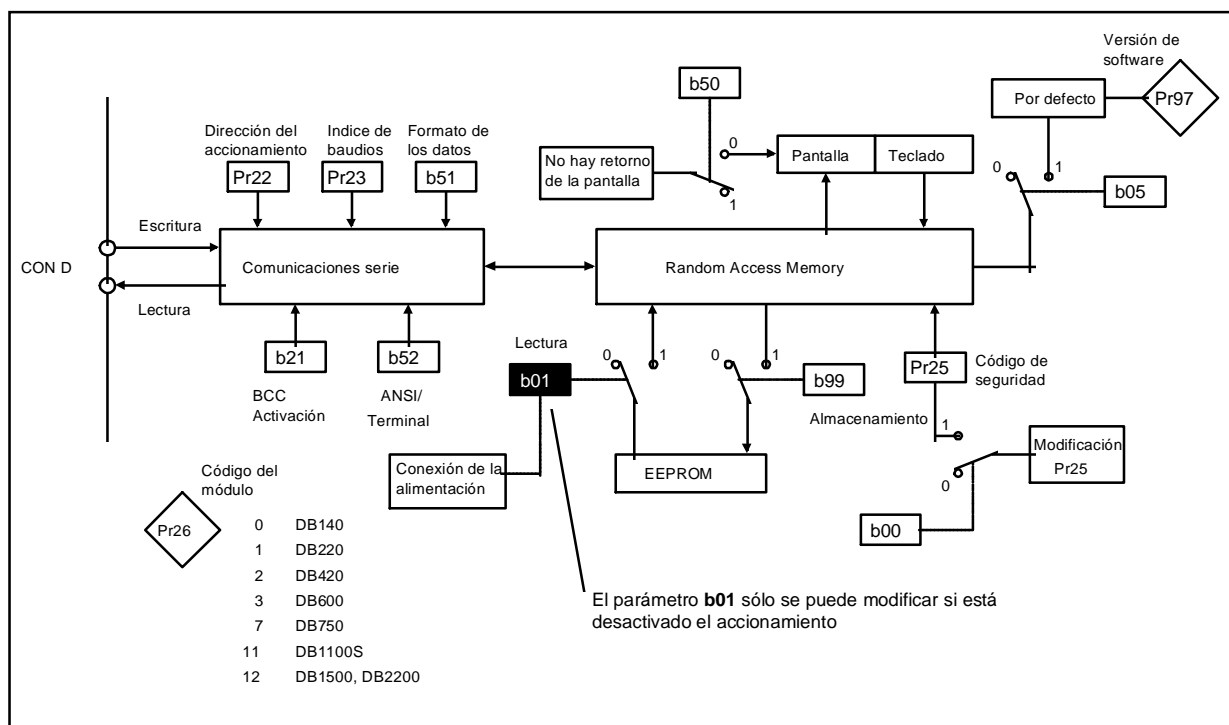 Versión de
software
b50
Por defecto
Pr97
Dirección del
accionamiento
Indice de
baudios
Formato de
los datos
0
No hay retorno
de la pantalla
Pantalla
Teclado
0
1
Pr22
Pr23
b51
1
b05
Escritura
CON D
Comunicaciones serie
Random Access Memory
Lectura
Lectura
0
1
0
1
b21
b52
b01
b99
Pr25
Código de
seguridad
BCC
Activación
ANSI/
Terminal
Almacenamiento
1
Modificación
Pr25
Conexión de la
alimentación
EEPROM
0
b00
Código del
módulo
Pr26
0 DB140
1 DB220
2 DB420
3 DB600
7 DB750
11 DB1100S
12 DB1500, DB2200
El parámetro b01 sólo se puede modificar si está
desactivado el accionamiento